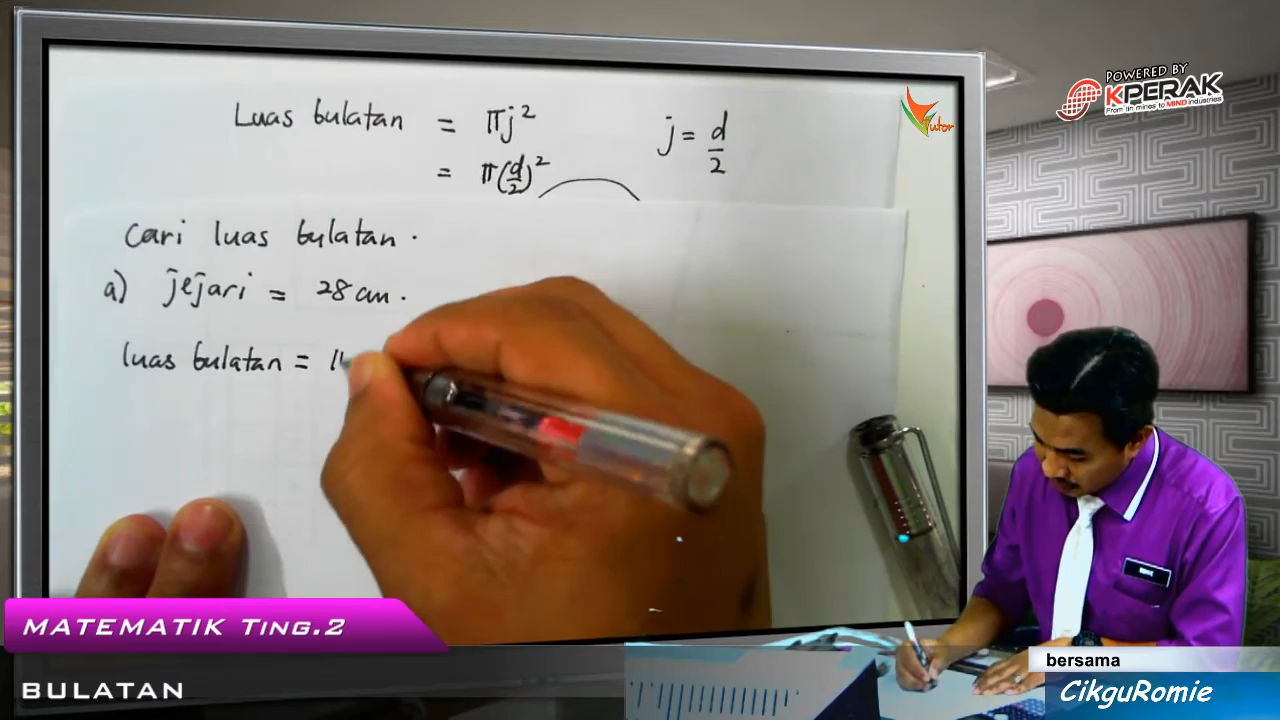 Luas bulatan = πj² j = d/2
= π(d/2)²
Cari luas bulatan.
a) jejari = 28 cm.
luas bulatan = π
POWERED BY
KPERAK
From 'tin mines' to MIND industries
Tutor
MATEMATIK TING.2
BULATAN
bersama
CikguRomie